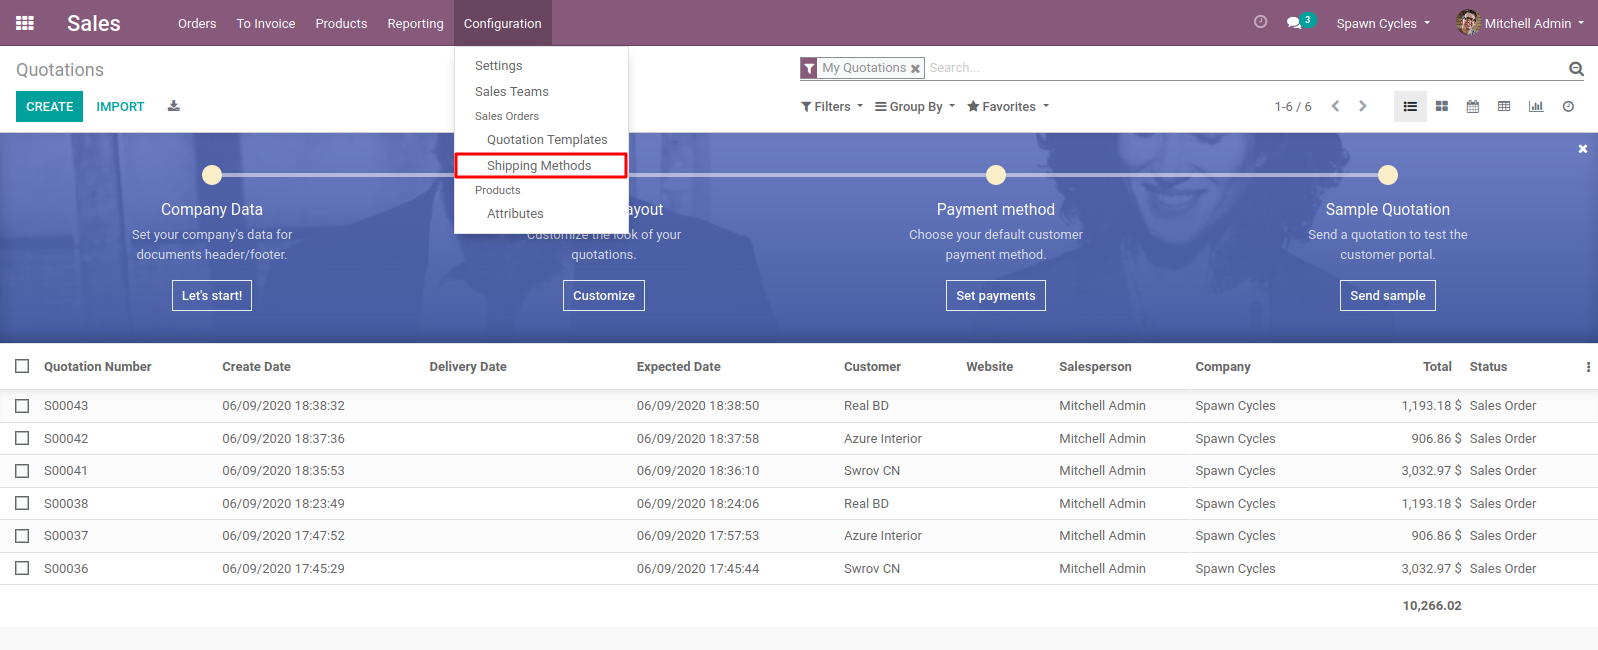 Sales Orders To Invoice Products Reporting Configuration 3 Spawn Cycles Mitchell Admin
Quotations
My Quotations Search...
CREATE IMPORT
Filters Group By Favorites 1-6 / 6
Settings
Sales Teams
Sales Orders
Quotation Templates
Shipping Methods
Products
Attributes
Company Data
Set your company's data for
documents header/footer.
Let's start!
ayout
Customize the look of your
quotations.
Customize
Payment method
Choose your default customer
payment method.
Set payments
Sample Quotation
Send a quotation to test the
customer portal.
Send sample
Quotation Number Create Date Delivery Date Expected Date Customer Website Salesperson Company Total Status
S00043 06/09/2020 18:38:32 06/09/2020 18:38:50 Real BD Mitchell Admin Spawn Cycles 1,193.18 $ Sales Order
S00042 06/09/2020 18:37:36 06/09/2020 18:37:58 Azure Interior Mitchell Admin Spawn Cycles 906.86 $ Sales Order
S00041 06/09/2020 18:35:53 06/09/2020 18:36:10 Swrov CN Mitchell Admin Spawn Cycles 3,032.97 $ Sales Order
S00038 06/09/2020 18:23:49 06/09/2020 18:24:06 Real BD Mitchell Admin Spawn Cycles 1,193.18 $ Sales Order
S00037 06/09/2020 17:47:52 06/09/2020 17:57:53 Azure Interior Mitchell Admin Spawn Cycles 906.86 $ Sales Order
S00036 06/09/2020 17:45:29 06/09/2020 17:45:44 Swrov CN Mitchell Admin Spawn Cycles 3,032.97 $ Sales Order
10,266.02